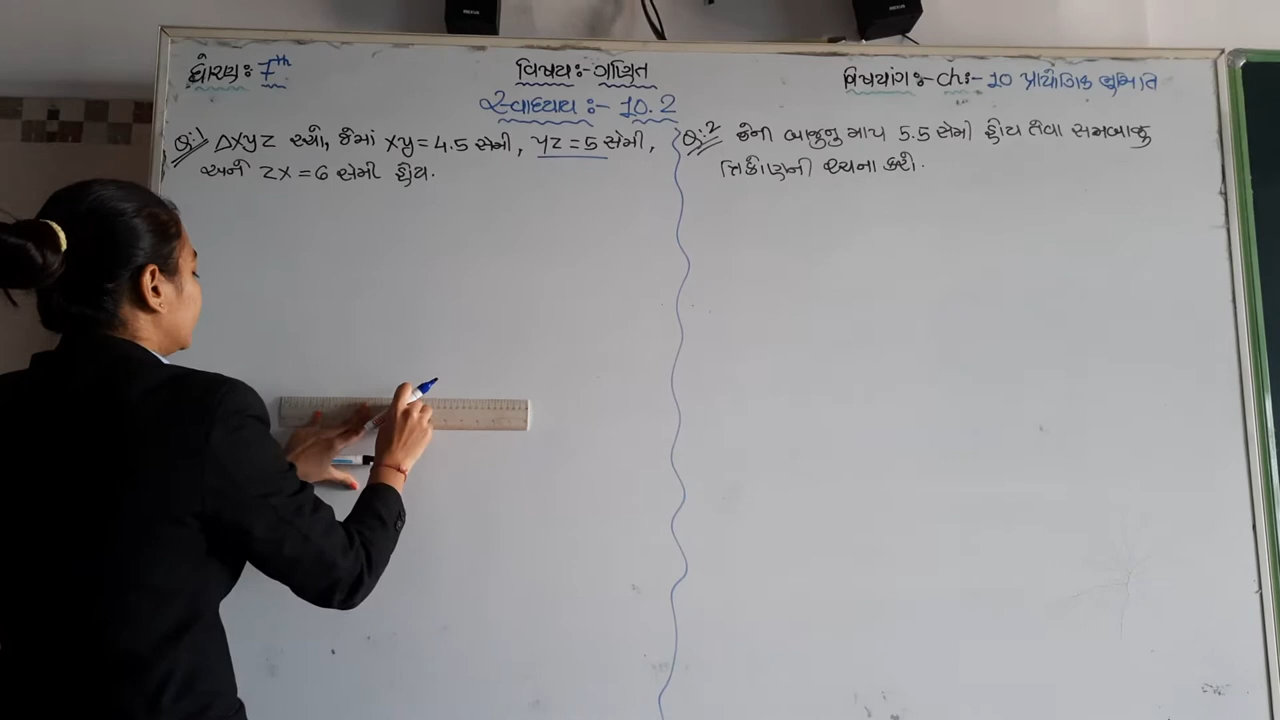 ધોરણ:- 7th
વિષય:- ગણિત
વિષયાંગ:- ch:- 10 પ્રાયોગિક ભૂમિતિ
સ્વાધ્યાય:- 10.2
Q:1 ΔXYZ રચો, જેમાં XY = 4.5 સેમી, YZ = 5 સેમી,
અને ZX = 6 સેમી હોય.
Q:2 જેની બાજુનુ માપ 5.5 સેમી હોય તેવા સમબાજુ
ત્રિકોણની રચના કરો.